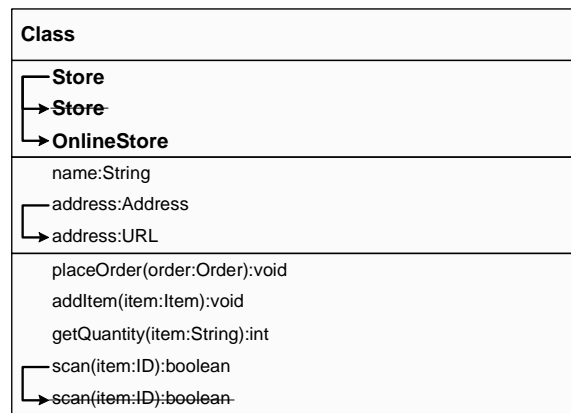 Class
Store
Store
OnlineStore
name:String
address:Address
address:URL
placeOrder(order:Order):void
addItem(item:Item):void
getQuantity(item:String):int
scan(item:ID):boolean
scan(item:ID):boolean